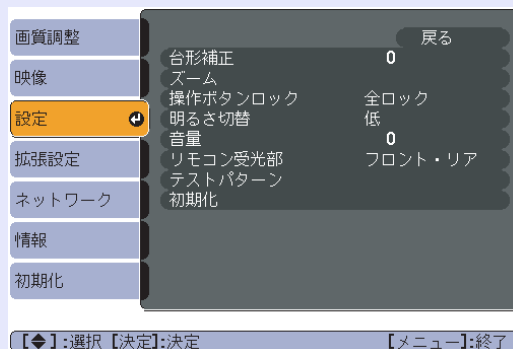 画質調整
映像
設定
拡張設定
ネットワーク
情報
初期化
戻る
台形補正 0
ズーム
操作ボタンロック 全ロック
明るさ切替 低
音量 0
リモコン受光部 フロント・リア
テストパターン
初期化
[◆]:選択 [決定]:決定 [メニュー]:終了